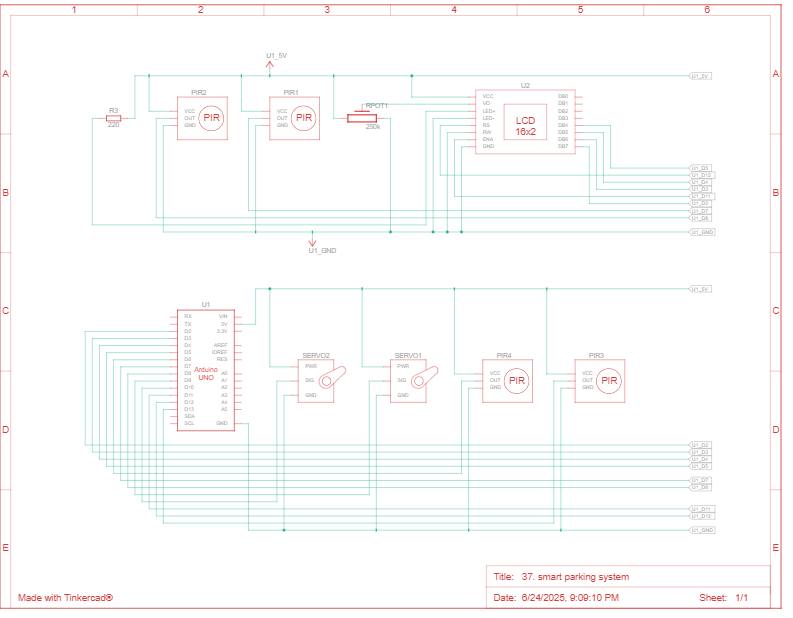 1 2 3 4 5 6
A A
B B
C C
D D
E E
U1_5V
U1_5V
R3
220
PIR2
VCC
OUT
GND
PIR
PIR1
VCC
OUT
GND
PIR
RPOT1
250k
U2
VCC
VO
LED+
LED-
RS
RW
ENA
GND
LCD
16x2
DB0
DB1
DB2
DB3
DB4
DB5
DB6
DB7
U1_D5
U1_D12
U1_D4
U1_D3
U1_D11
U1_D2
U1_D7
U1_D8
U1_GND
U1_GND
U1_5V
U1
RX
TX
D2
D3
D4
D5
D6
D7
D8
D9
D10
D11
D12
D13
SDA
SCL
Arduino
UNO
VIN
5V
3.3V
AREF
IOREF
RES
A0
A1
A2
A3
A4
A5
GND
SERVO2
PWR
SIG
GND
SERVO1
PWR
SIG
GND
PIR4
VCC
OUT
GND
PIR
PIR3
VCC
OUT
GND
PIR
U1_D2
U1_D3
U1_D4
U1_D5
U1_D7
U1_D8
U1_D11
U1_D12
U1_GND
Title: 37. smart parking system
Made with Tinkercad®
Date: 6/24/2025, 9:09:10 PM Sheet: 1/1